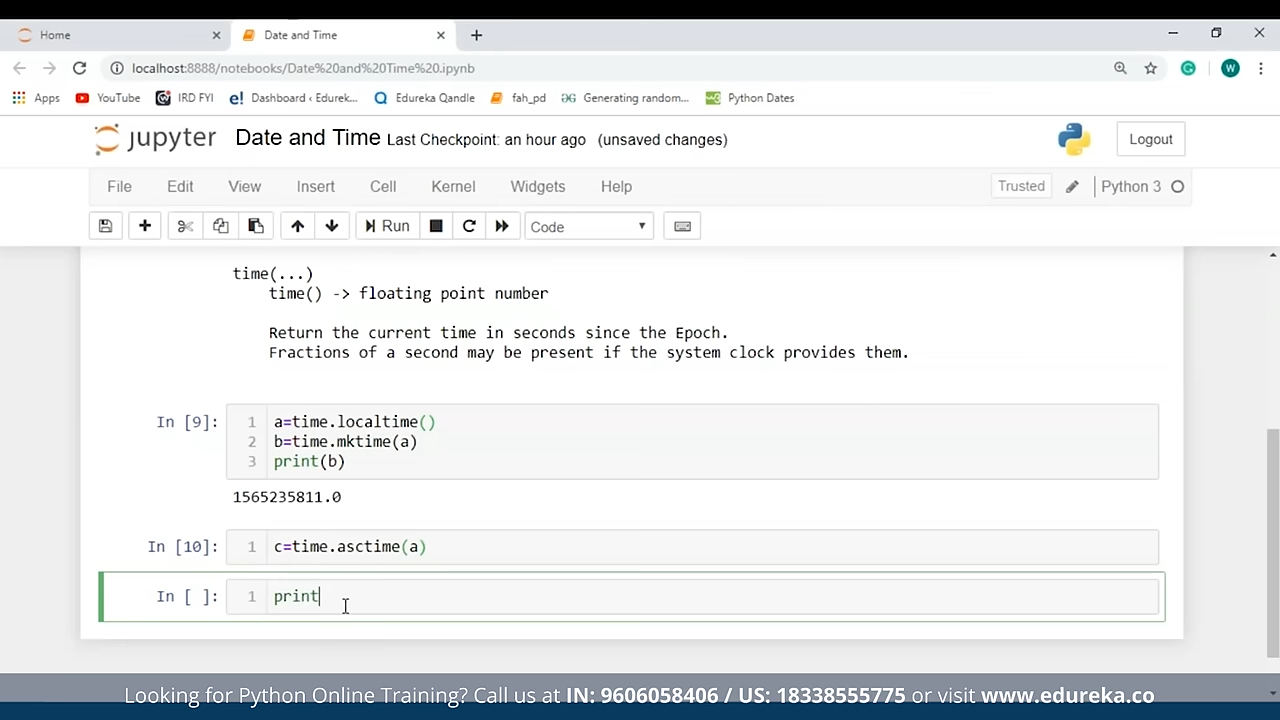 Home
Date and Time
localhost:8888/notebooks/Date%20and%20Time%20.ipynb
W
Apps
YouTube
IRD FYI
e! Dashboard ‹ Edurek...
Edureka Qandle
fah_pd
Generating random...
Python Dates
jupyter Date and Time Last Checkpoint: an hour ago (unsaved changes)
Logout
File Edit View Insert Cell Kernel Widgets Help
Trusted
Python 3
Run
Code
time(...)
time() -> floating point number
Return the current time in seconds since the Epoch.
Fractions of a second may be present if the system clock provides them.
In [9]: 1 a=time.localtime()
2 b=time.mktime(a)
3 print(b)
1565235811.0
In [10]: 1 c=time.asctime(a)
In [ ]: 1 print
Looking for Python Online Training? Call us at IN: 9606058406 / US: 18338555775 or visit www.edureka.co